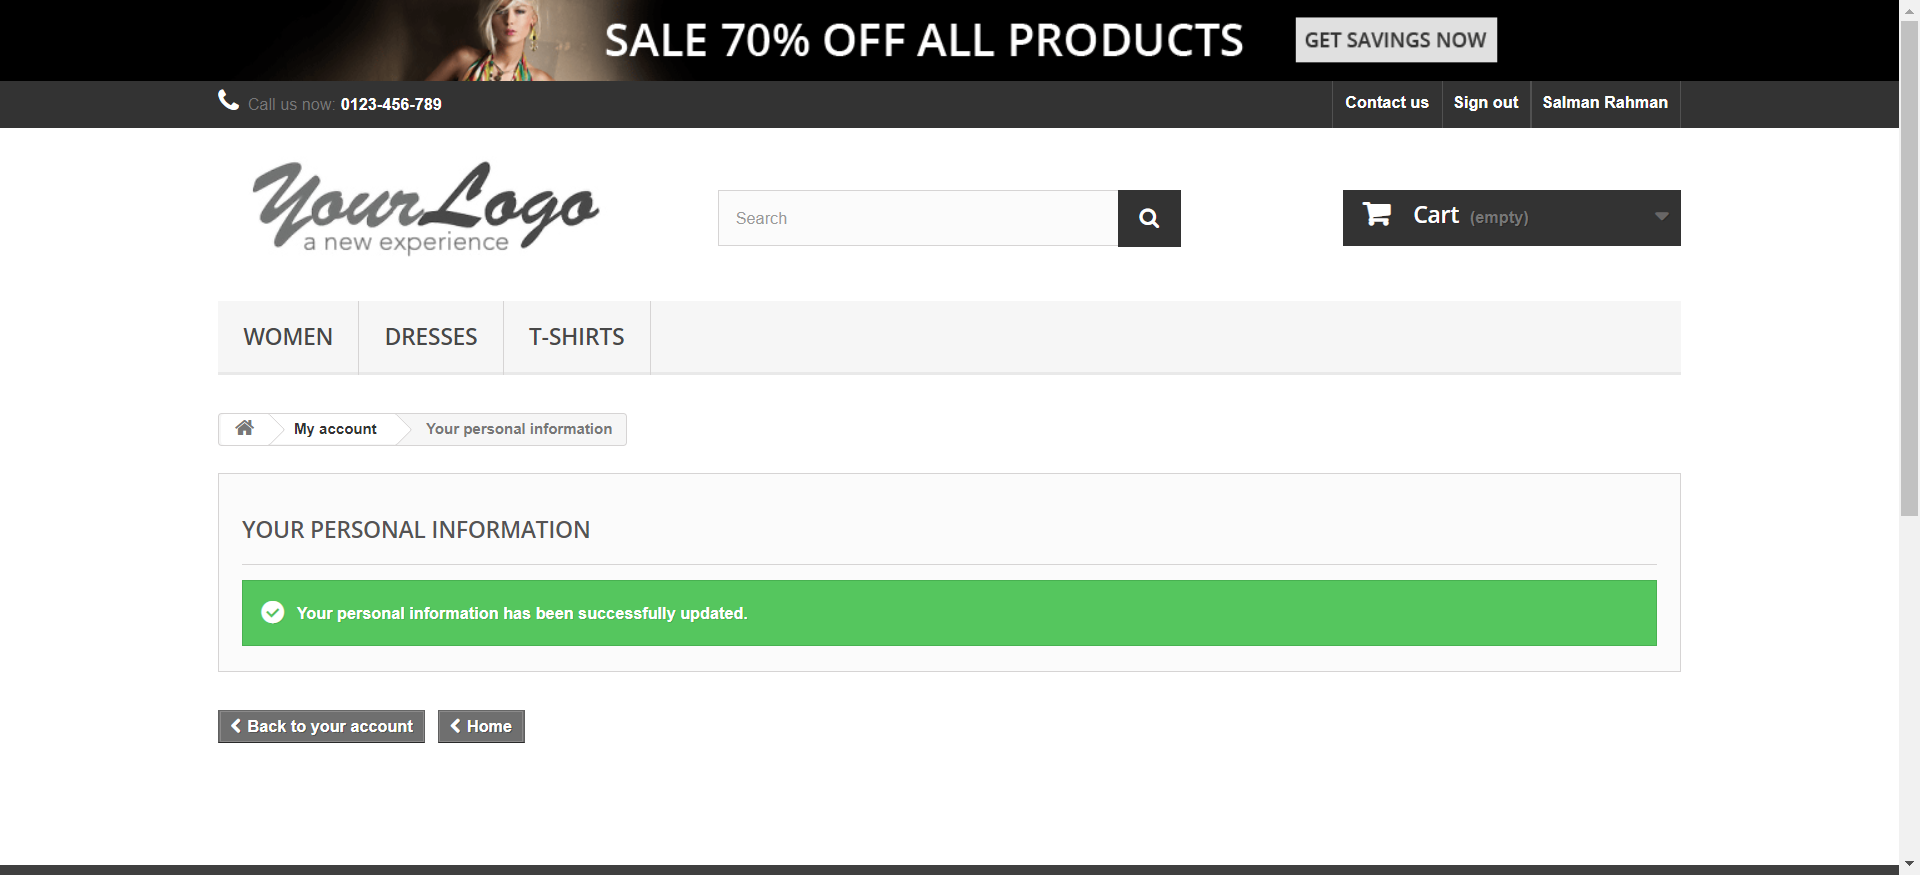 SALE 70% OFF ALL PRODUCTS GET SAVINGS NOW
Call us now: 0123-456-789 Contact us Sign out Salman Rahman
YourLogo
a new experience
Search
Cart (empty)
WOMEN DRESSES T-SHIRTS
My account Your personal information
YOUR PERSONAL INFORMATION
Your personal information has been successfully updated.
Back to your account Home